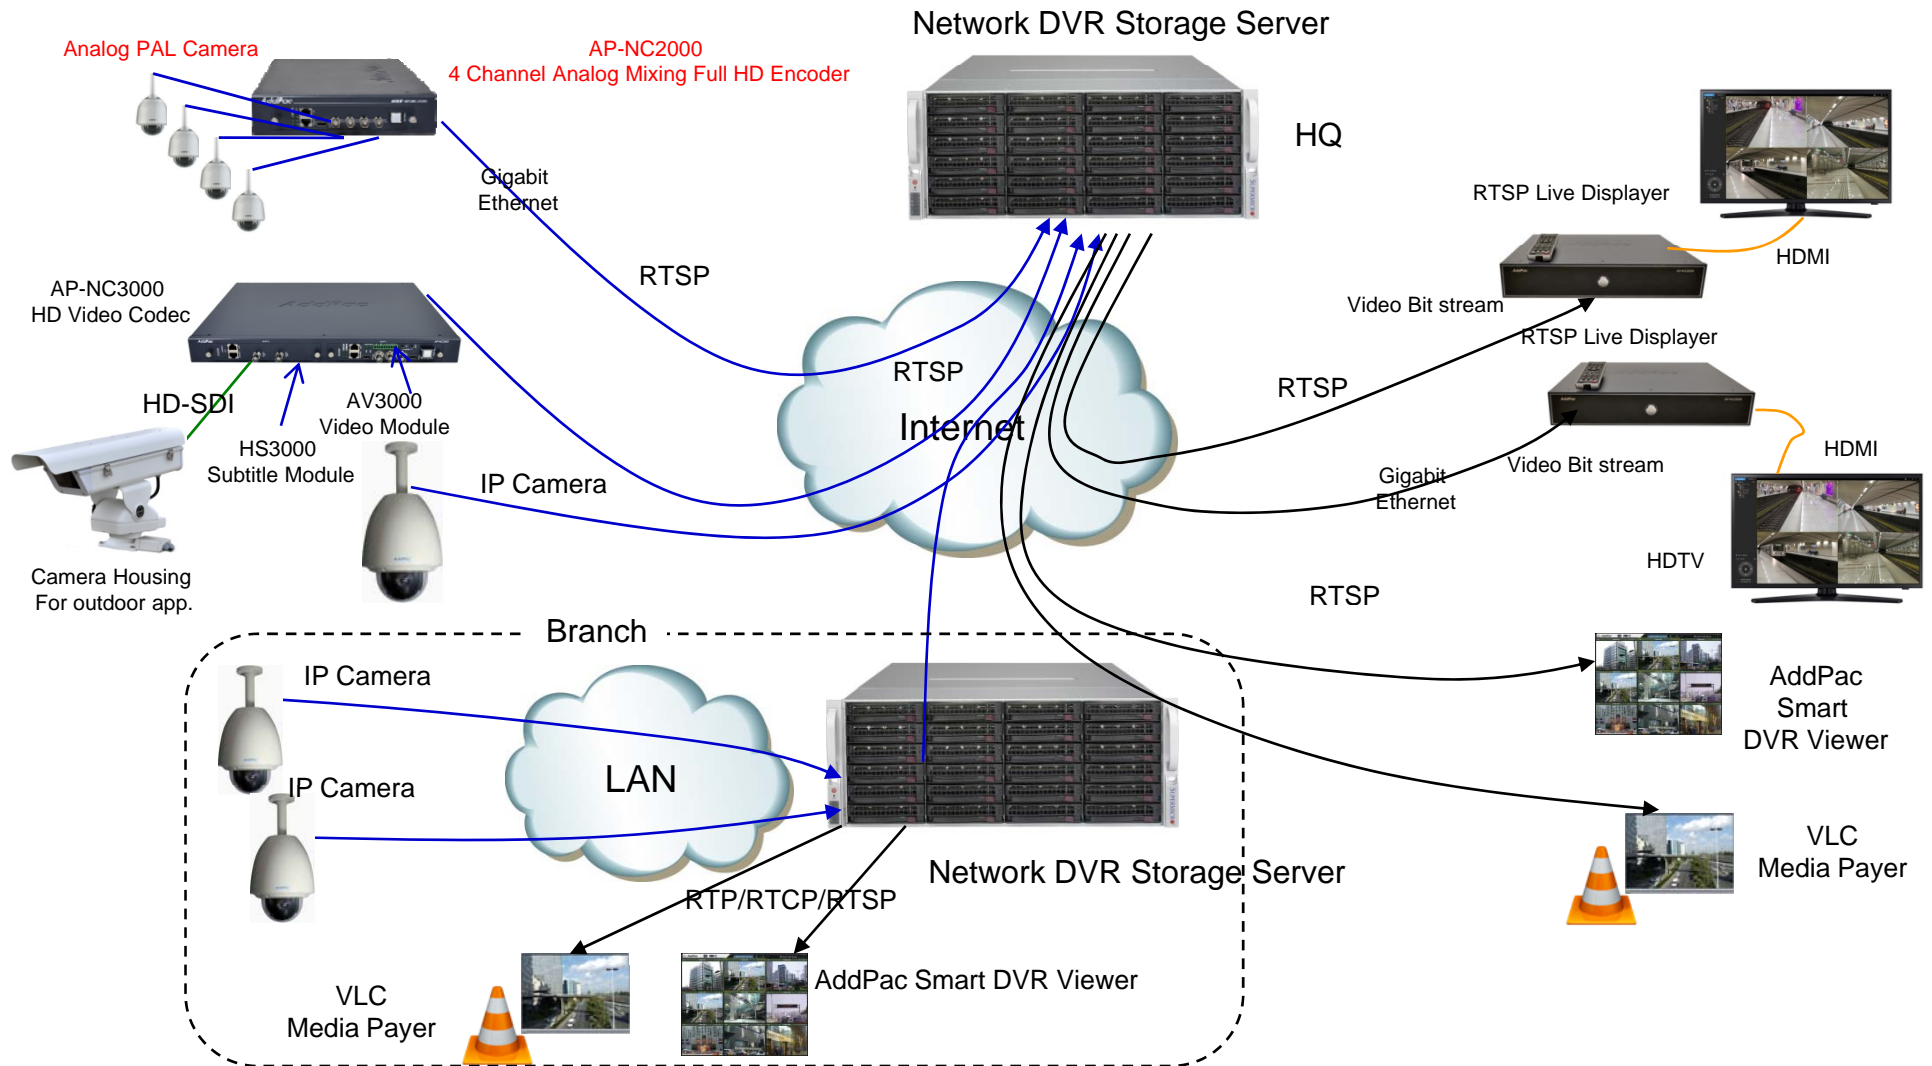 Network DVR Storage Server
Analog PAL Camera
AP-NC2000
4 Channel Analog Mixing Full HD Encoder
HQ
Gigabit
Ethernet
RTSP Live Displayer
HDMI
RTSP
AP-NC3000
HD Video Codec
AddPac
Video Bit stream
RTSP Live Displayer
RTSP
RTSP
HD-SDI
AV3000
Video Module
Internet
HS3000
Subtitle Module
HDMI
IP Camera
Gigabit
Ethernet
Video Bit stream
Camera Housing
For outdoor app.
HDTV
RTSP
Branch
IP Camera
AddPac
Smart
DVR Viewer
LAN
IP Camera
VLC
Media Payer
Network DVR Storage Server
RTP/RTCP/RTSP
AddPac Smart DVR Viewer
VLC
Media Payer